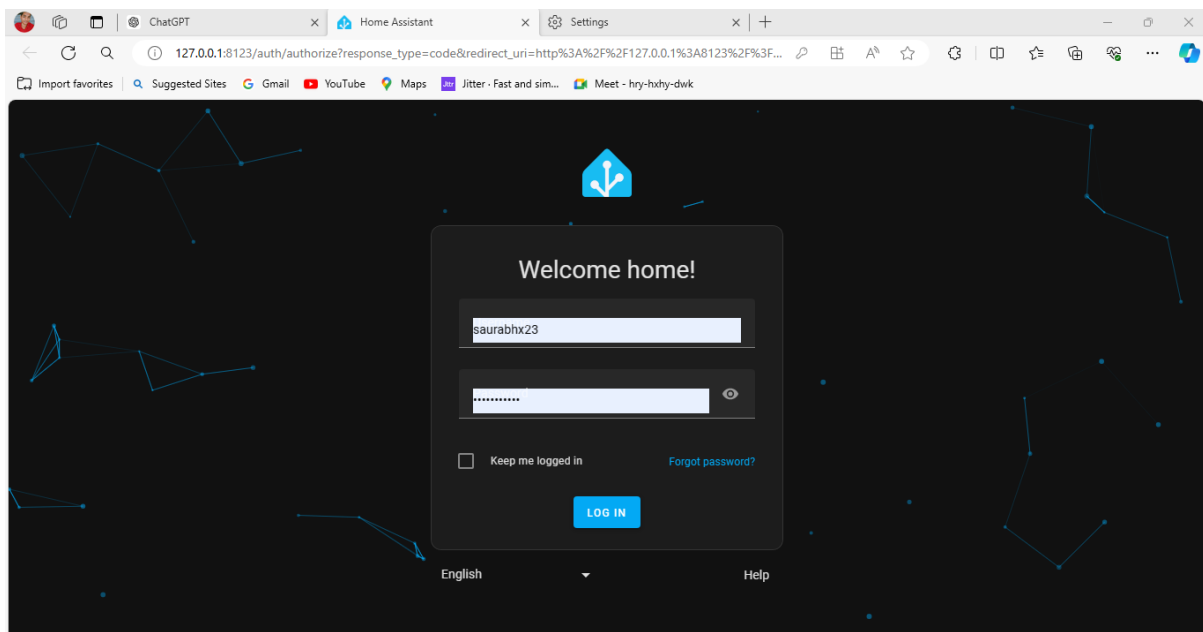 ChatGPT
Home Assistant
Settings
127.0.0.1:8123/auth/authorize?response_type=code&redirect_uri=http%3A%2F%2F127.0.0.1%3A8123%2F%3F...
Import favorites
Suggested Sites
Gmail
YouTube
Maps
Jitter - Fast and sim...
Meet - hry-hxhy-dwk
Welcome home!
saurabhx23
Keep me logged in
Forgot password?
LOG IN
English
Help